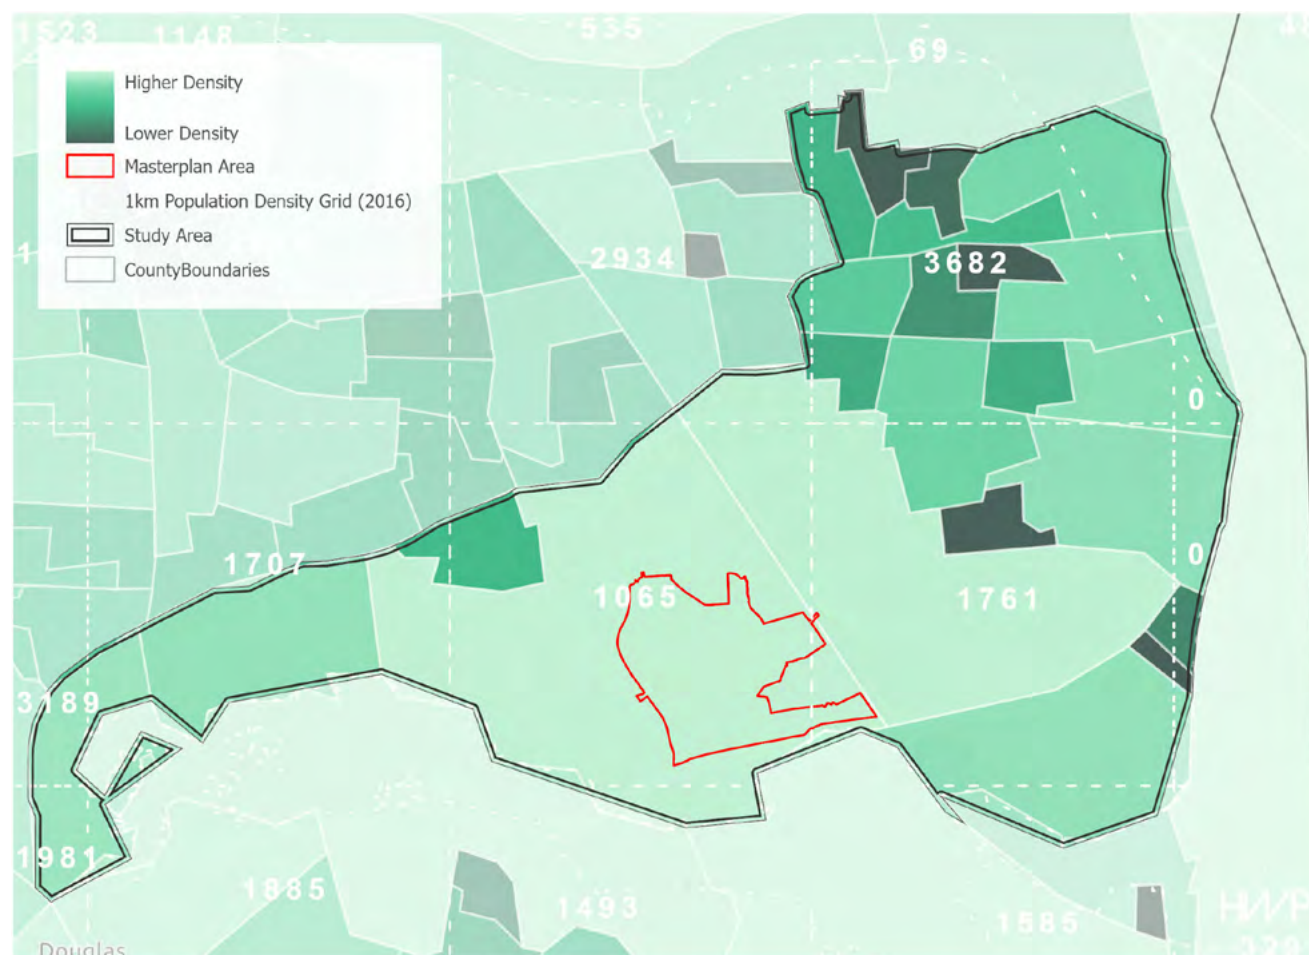 1523
1148
535
69
Higher Density
Lower Density
Masterplan Area
1km Population Density Grid (2016)
Study Area
CountyBoundaries
1
2934
3682
0
0
1707
1065
1761
3189
1981
1885
1493
1585
Douglas